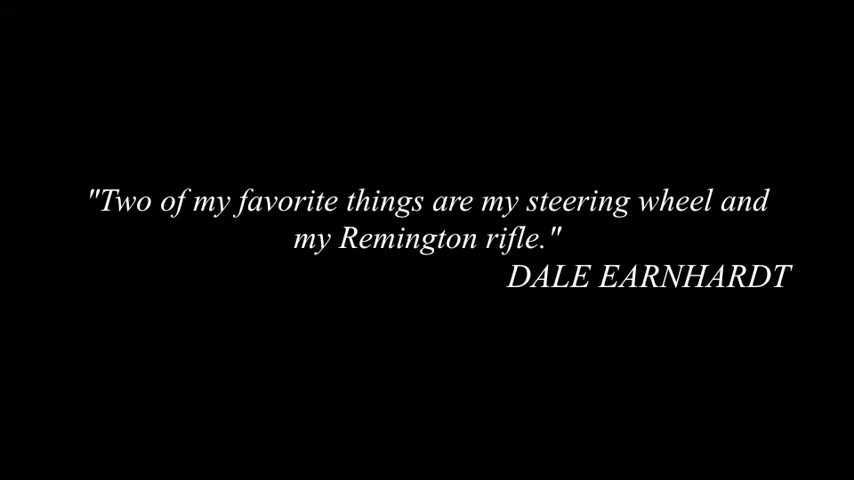 "Two of my favorite things are my steering wheel and
my Remington rifle."
DALE EARNHARDT